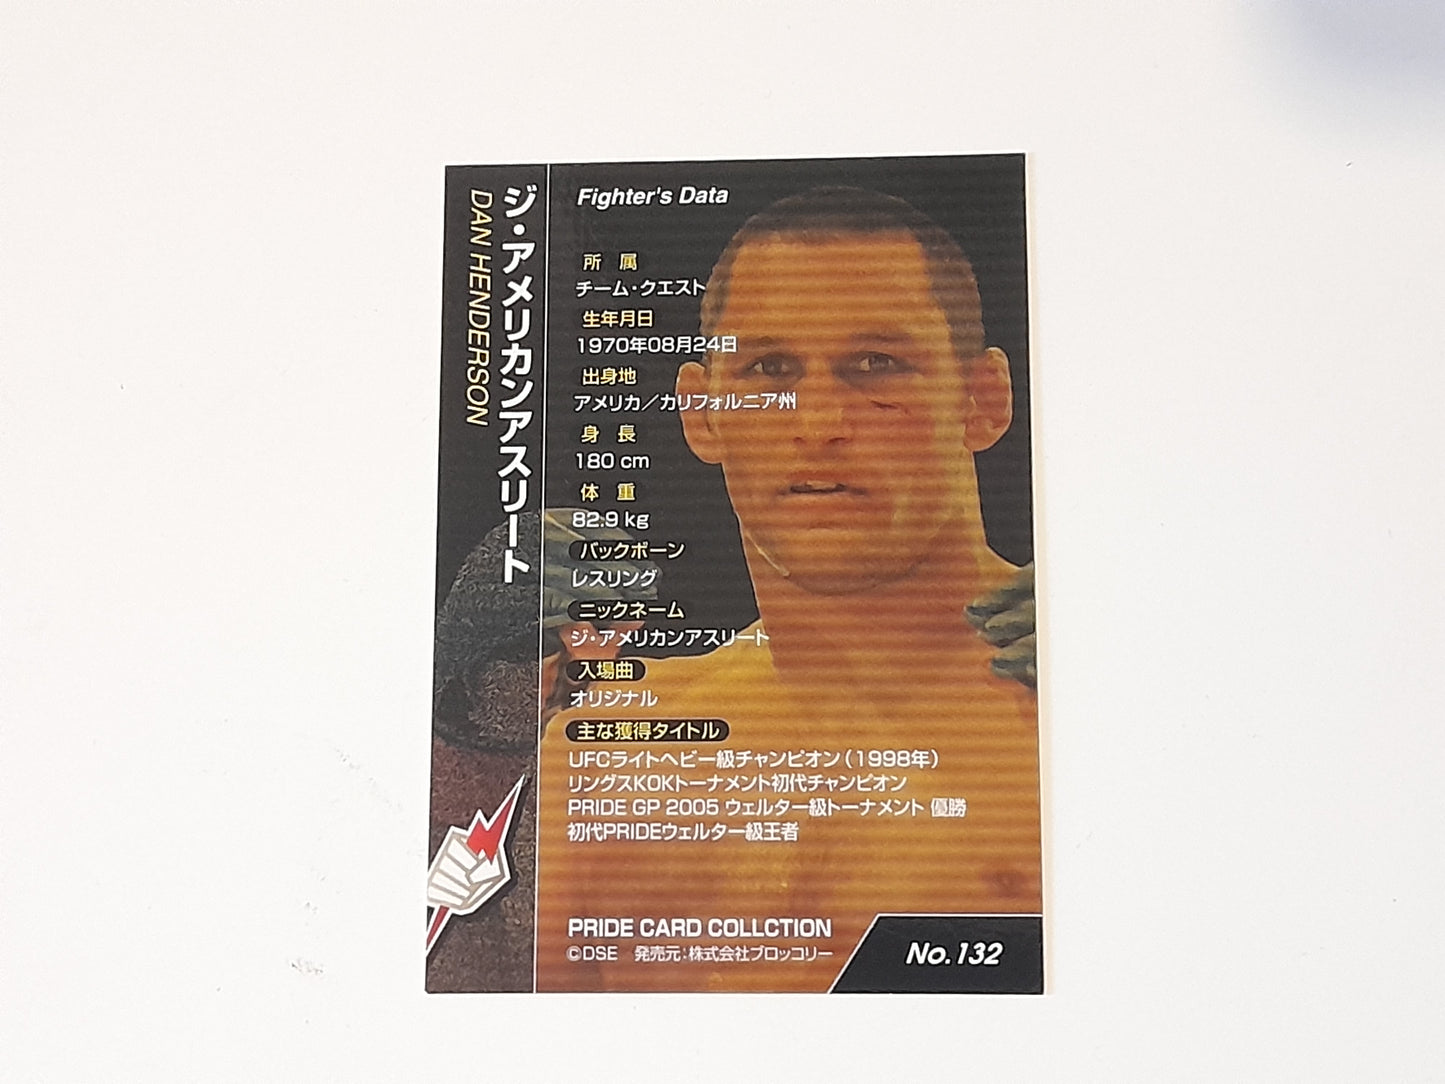 ジ・アメリカンアスリート
DAN HENDERSON
Fighter's Data
所 属
チーム・クエスト
生年月日
1970年08月24日
出身地
アメリカ／カリフォルニア州
身 長
180 cm
体 重
82.9 kg
バックボーン
レスリング
ニックネーム
ジ・アメリカンアスリート
入場曲
オリジナル
主な獲得タイトル
UFCライトヘビー級チャンピオン（1998年）
リングスKOKトーナメント初代チャンピオン
PRIDE GP 2005 ウェルター級トーナメント 優勝
初代PRIDEウェルター級王者
PRIDE CARD COLLCTION
©DSE 発売元：株式会社ブロッコリー
No.132